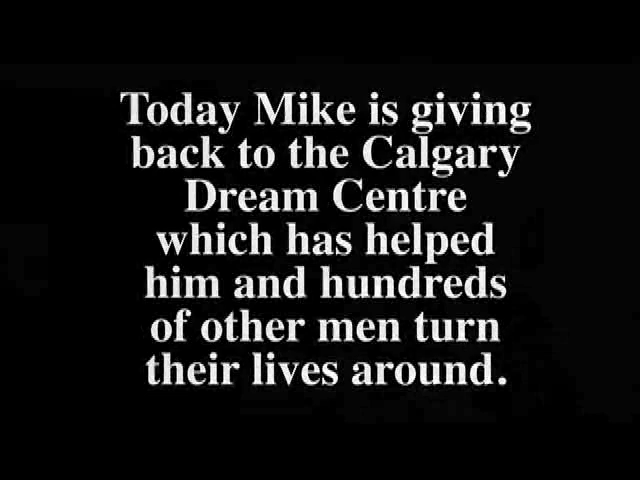 Today Mike is giving
back to the Calgary
Dream Centre
which has helped
him and hundreds
of other men turn
their lives around.